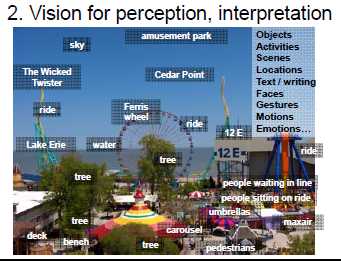 2. Vision for perception, interpretation
amusement park
sky
Objects
Activities
Scenes
Locations
Text / writing
Faces
Gestures
Motions
Emotions...
The Wicked
Twister
Cedar Point
ride
Ferris
wheel
ride
12 E
Lake Erie
water
12 E
ride
tree
tree
people waiting in line
people sitting on ride
umbrellas
tree
maxair
carousel
deck
bench
tree
pedestrians